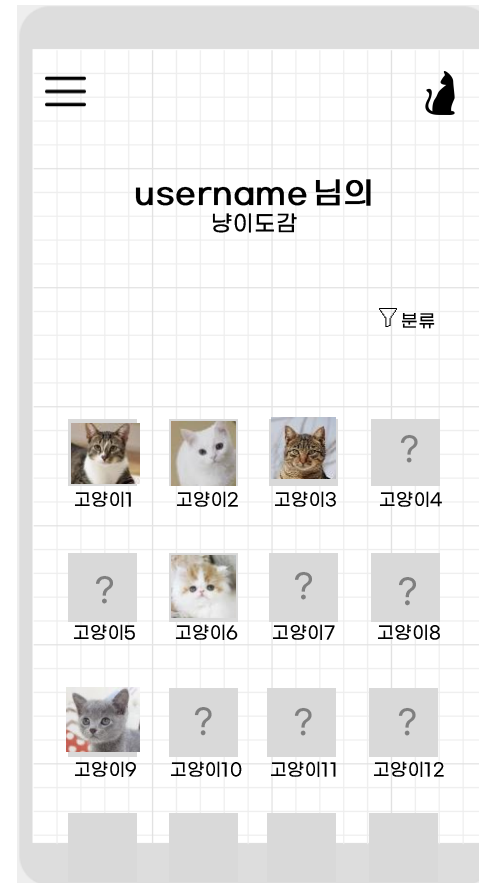 username 님의
냥이도감
분류
고양이1 고양이2 고양이3 ? 고양이4
? 고양이5 고양이6 ? 고양이7 ? 고양이8
고양이9 ? 고양이10 ? 고양이11 ? 고양이12